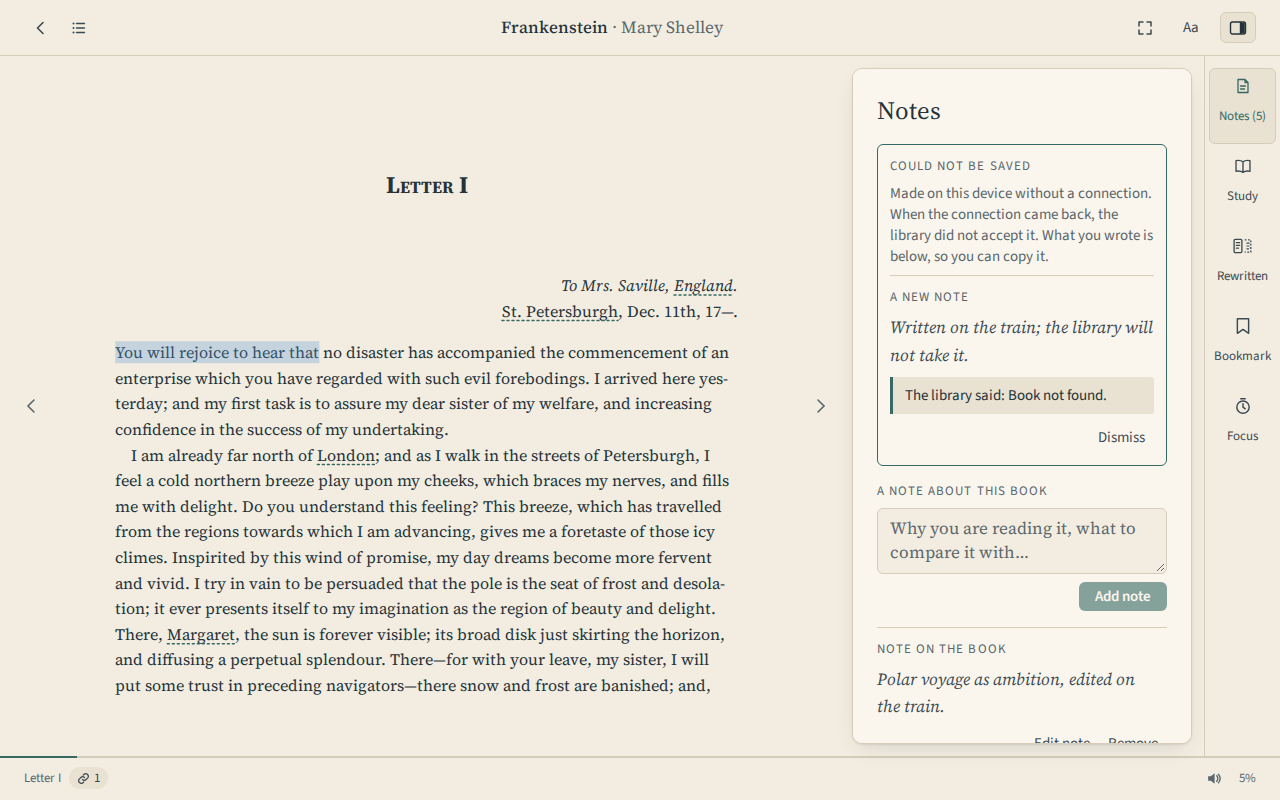 Frankenstein · Mary Shelley
Aa
LETTER I
To Mrs. Saville, England.
St. Petersburgh, Dec. 11th, 17—.
You will rejoice to hear that no disaster has accompanied the commencement of an
enterprise which you have regarded with such evil forebodings. I arrived here yes-
terday; and my first task is to assure my dear sister of my welfare, and increasing
confidence in the success of my undertaking.
I am already far north of London; and as I walk in the streets of Petersburgh, I
feel a cold northern breeze play upon my cheeks, which braces my nerves, and fills
me with delight. Do you understand this feeling? This breeze, which has travelled
from the regions towards which I am advancing, gives me a foretaste of those icy
climes. Inspirited by this wind of promise, my day dreams become more fervent
and vivid. I try in vain to be persuaded that the pole is the seat of frost and desola-
tion; it ever presents itself to my imagination as the region of beauty and delight.
There, Margaret, the sun is forever visible; its broad disk just skirting the horizon,
and diffusing a perpetual splendour. There—for with your leave, my sister, I will
put some trust in preceding navigators—there snow and frost are banished; and,
Notes
COULD NOT BE SAVED
Made on this device without a connection.
When the connection came back, the
library did not accept it. What you wrote is
below, so you can copy it.
A NEW NOTE
Written on the train; the library will
not take it.
The library said: Book not found.
Dismiss
A NOTE ABOUT THIS BOOK
Why you are reading it, what to
compare it with…
Add note
NOTE ON THE BOOK
Polar voyage as ambition, edited on
the train.
Edit note Remove
Notes (5)
Study
Rewritten
Bookmark
Focus
Letter I 1
5%